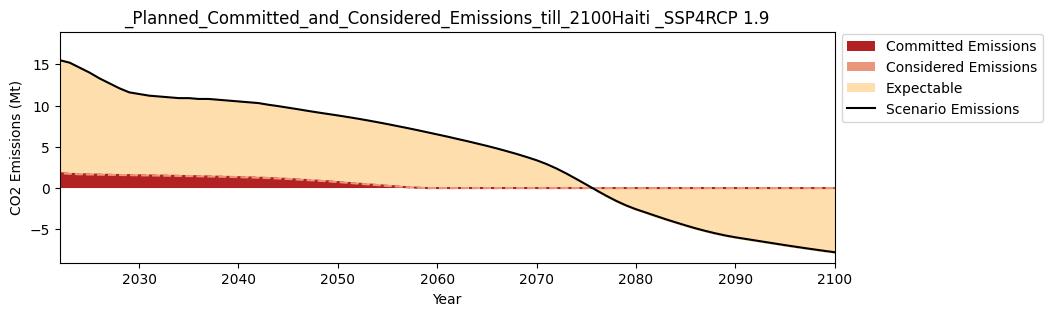 _Planned_Committed_and_Considered_Emissions_till_2100Haiti _SSP4RCP 1.9
Committed Emissions
Considered Emissions
Expectable
Scenario Emissions
CO2 Emissions (Mt)
15
10
5
0
−5
2030 2040 2050 2060 2070 2080 2090 2100
Year